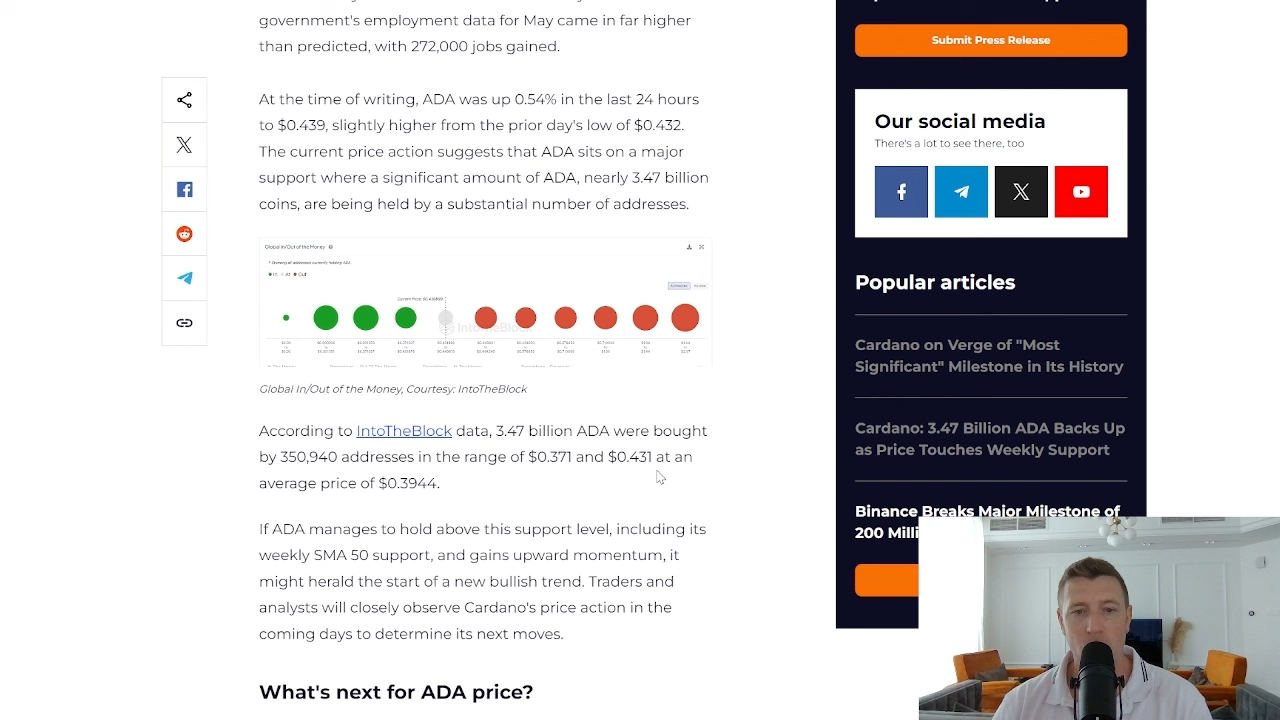 government's employment data for May came in far higher
than predicted, with 272,000 jobs gained.
At the time of writing, ADA was up 0.54% in the last 24 hours
to $0.439, slightly higher from the prior day's low of $0.432.
The current price action suggests that ADA sits on a major
support where a significant amount of ADA, nearly 3.47 billion
coins, are being held by a substantial number of addresses.
Global In/Out of the Money
In At Out
IntoTheBlock
Global In/Out of the Money, Courtesy: IntoTheBlock
According to IntoTheBlock data, 3.47 billion ADA were bought
by 350,940 addresses in the range of $0.371 and $0.431 at an
average price of $0.3944.
If ADA manages to hold above this support level, including its
weekly SMA 50 support, and gains upward momentum, it
might herald the start of a new bullish trend. Traders and
analysts will closely observe Cardano's price action in the
coming days to determine its next moves.
What's next for ADA price?
Submit Press Release
Our social media
There's a lot to see there, too
Popular articles
Cardano on Verge of "Most
Significant" Milestone in Its History
Cardano: 3.47 Billion ADA Backs Up
as Price Touches Weekly Support
Binance Breaks Major Milestone of
200 Milli